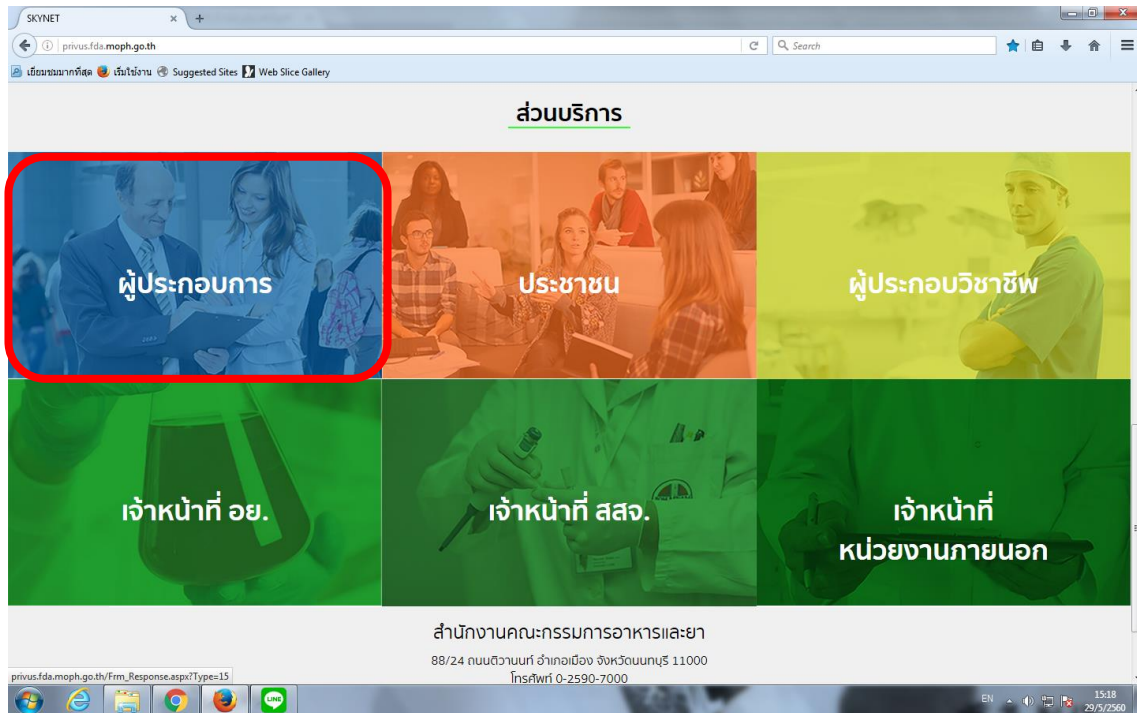 SKYNET
privus.fda.moph.go.th
Search
เยี่ยมชมมากที่สุด เริ่มใช้งาน Suggested Sites Web Slice Gallery
ส่วนบริการ
ผู้ประกอบการ
ประชาชน
ผู้ประกอบวิชาชีพ
เจ้าหน้าที่ อย.
เจ้าหน้าที่ สสจ.
เจ้าหน้าที่
หน่วยงานภายนอก
สำนักงานคณะกรรมการอาหารและยา
88/24 ถนนติวานนท์ อำเภอเมือง จังหวัดนนทบุรี 11000
โทรศัพท์ 0-2590-7000
privus.fda.moph.go.th/Frm_Response.aspx?Type=15
LINE
EN
15:18
29/5/2560